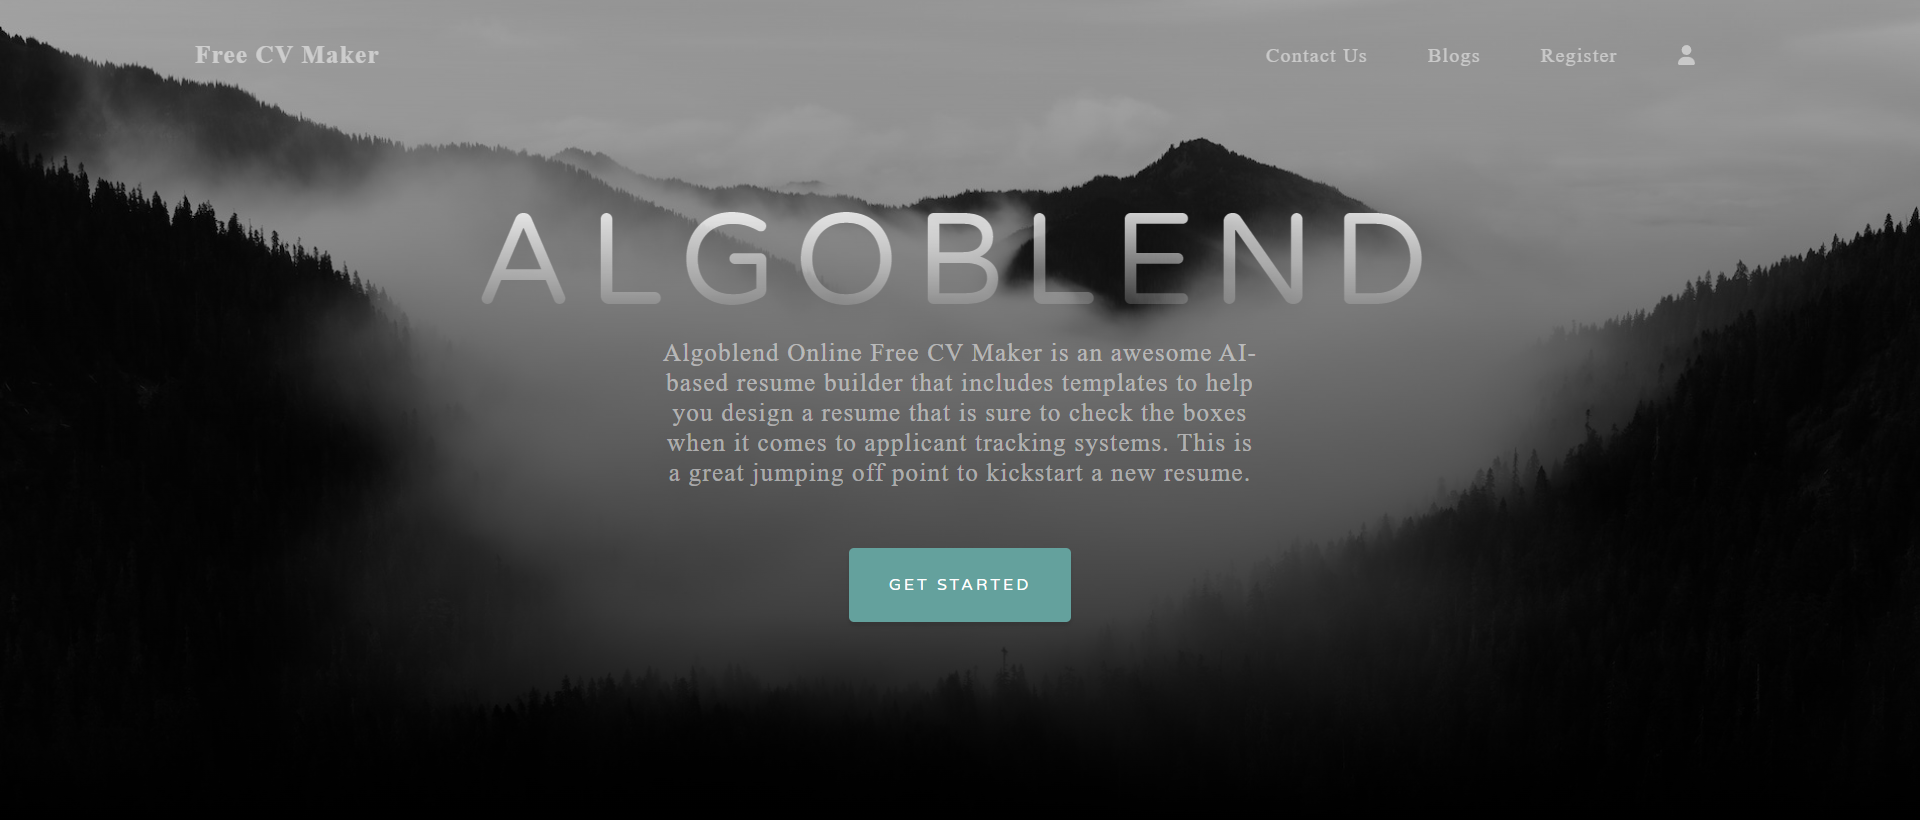 Free CV Maker
Contact Us
Blogs
Register
ALGOBLEND
Algoblend Online Free CV Maker is an awesome AI-
based resume builder that includes templates to help
you design a resume that is sure to check the boxes
when it comes to applicant tracking systems. This is
a great jumping off point to kickstart a new resume.
GET STARTED